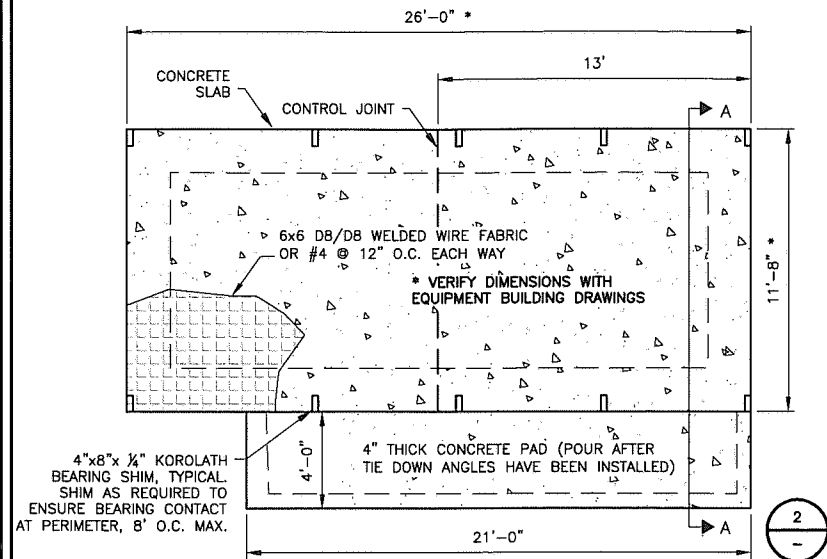 26'-0" *
13'
CONCRETE
SLAB
CONTROL JOINT
A
6x6 D8/D8 WELDED WIRE FABRIC
OR #4 @ 12" O.C. EACH WAY
* VERIFY DIMENSIONS WITH
EQUIPMENT BUILDING DRAWINGS
11'-8" *
4"x8"x ¼" KOROLATH
BEARING SHIM, TYPICAL.
SHIM AS REQUIRED TO
ENSURE BEARING CONTACT
AT PERIMETER, 8' O.C. MAX.
4'-0"
4" THICK CONCRETE PAD (POUR AFTER
TIE DOWN ANGLES HAVE BEEN INSTALLED)
A
2
-
21'-0"